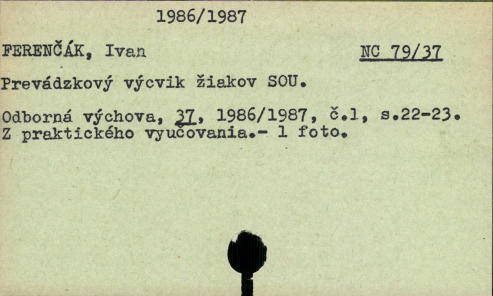 1986/1987
FERENČÁK, Ivan NC 79/37
Prevádzkový výcvik žiakov SOU.
Odborná výchova, 37, 1986/1987, č.1, s.22-23.
Z praktického vyučovania.- 1 foto.